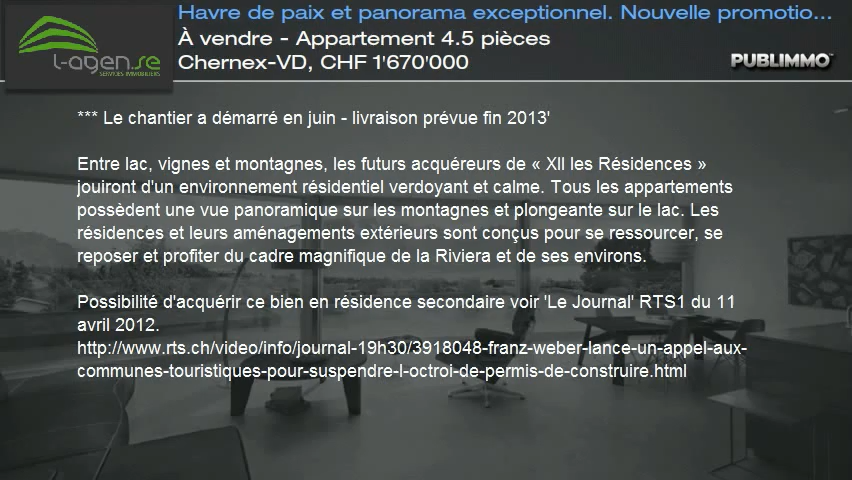 Havre de paix et panorama exceptionnel. Nouvelle promotio...
À vendre - Appartement 4.5 pièces
Chernex-VD, CHF 1'670'000
l-agen.se
SERVICES IMMOBILIERS
PUBLIMMO™
*** Le chantier a démarré en juin - livraison prévue fin 2013'
Entre lac, vignes et montagnes, les futurs acquéreurs de « XII les Résidences »
jouiront d'un environnement résidentiel verdoyant et calme. Tous les appartements
possèdent une vue panoramique sur les montagnes et plongeante sur le lac. Les
résidences et leurs aménagements extérieurs sont conçus pour se ressourcer, se
reposer et profiter du cadre magnifique de la Riviera et de ses environs.
Possibilité d'acquérir ce bien en résidence secondaire voir 'Le Journal' RTS1 du 11
avril 2012.
http://www.rts.ch/video/info/journal-19h30/3918048-franz-weber-lance-un-appel-aux-
communes-touristiques-pour-suspendre-l-octroi-de-permis-de-construire.html